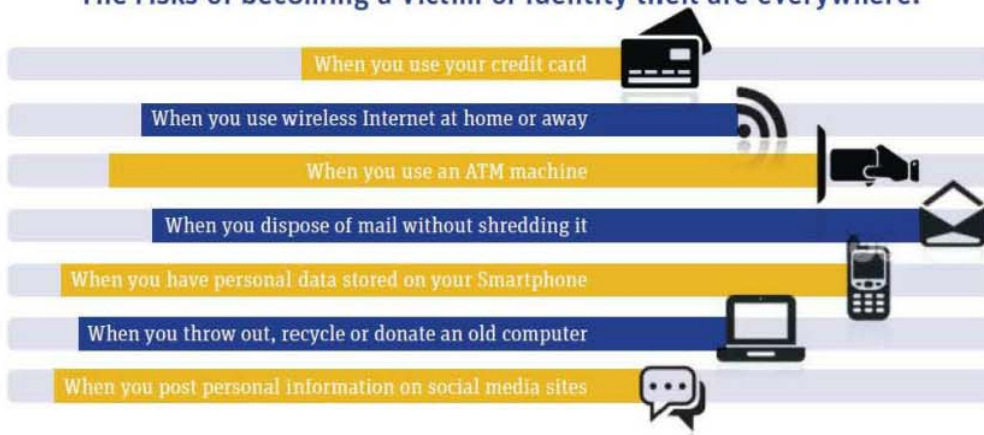 The risks of becoming a victim of identity theft are everywhere:
When you use your credit card
When you use wireless Internet at home or away
When you use an ATM machine
When you dispose of mail without shredding it
When you have personal data stored on your Smartphone
When you throw out, recycle or donate an old computer
When you post personal information on social media sites